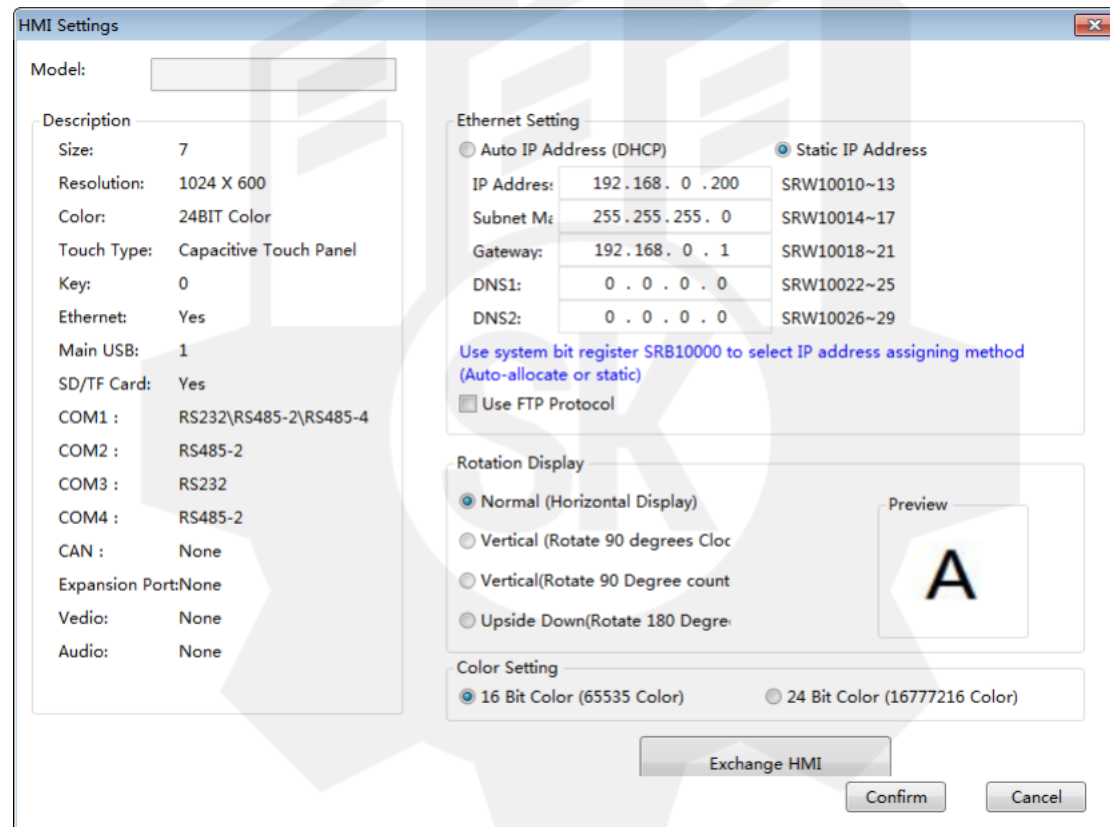 HMI Settings
Model:
Description
Size: 7
Resolution: 1024 X 600
Color: 24BIT Color
Touch Type: Capacitive Touch Panel
Key: 0
Ethernet: Yes
Main USB: 1
SD/TF Card: Yes
COM1 : RS232\RS485-2\RS485-4
COM2 : RS485-2
COM3 : RS232
COM4 : RS485-2
CAN : None
Expansion Port:None
Vedio: None
Audio: None
Ethernet Setting
Auto IP Address (DHCP) Static IP Address
IP Address: 192.168. 0 .200 SRW10010~13
Subnet Ma 255.255.255. 0 SRW10014~17
Gateway: 192.168. 0 . 1 SRW10018~21
DNS1: 0 . 0 . 0 . 0 SRW10022~25
DNS2: 0 . 0 . 0 . 0 SRW10026~29
Use system bit register SRB10000 to select IP address assigning method
(Auto-allocate or static)
Use FTP Protocol
Rotation Display
Normal (Horizontal Display)
Vertical (Rotate 90 degrees Cloc
Vertical(Rotate 90 Degree count
Upside Down(Rotate 180 Degre
Preview
A
Color Setting
16 Bit Color (65535 Color) 24 Bit Color (16777216 Color)
Exchange HMI
Confirm Cancel
SK